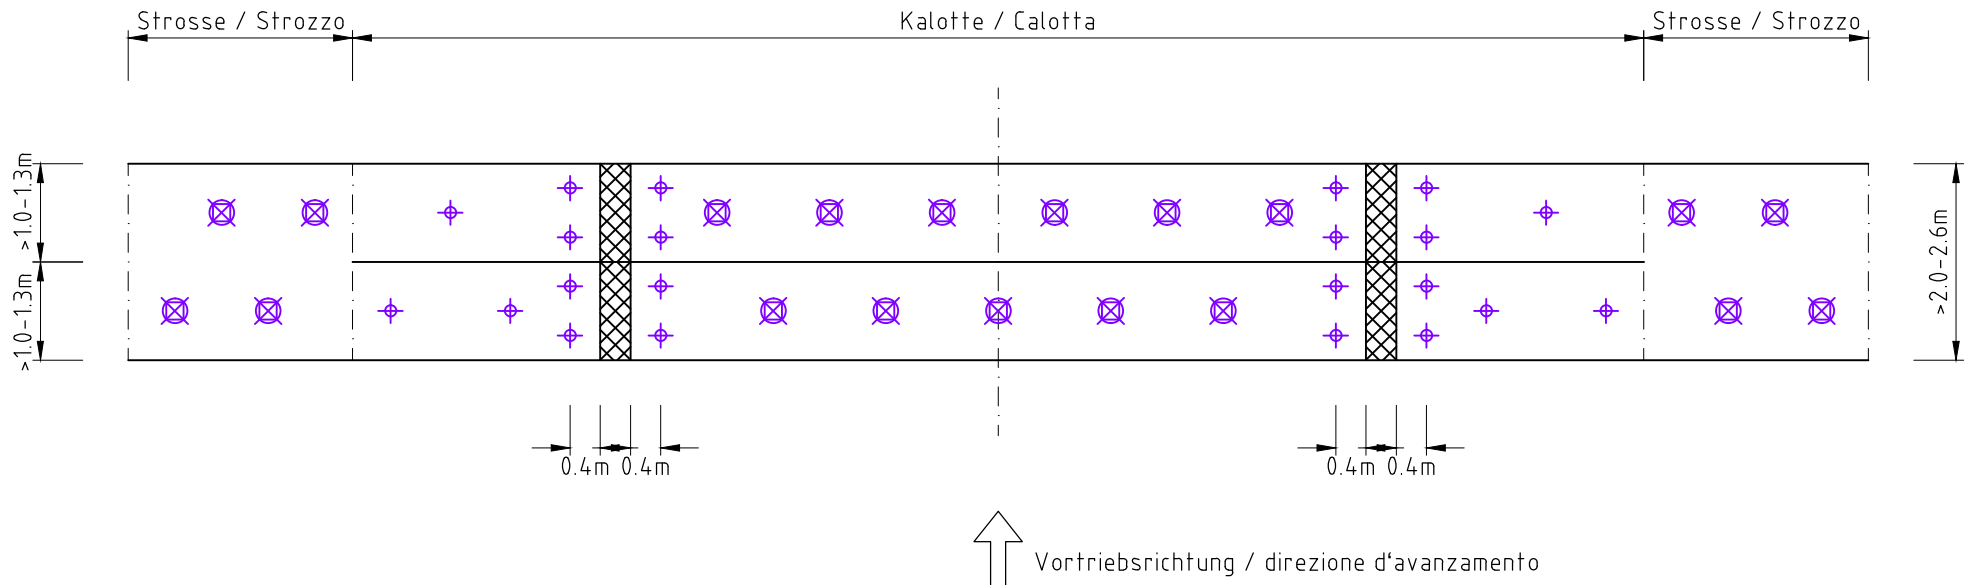 Strosse / Strozzo
Kalotte / Calotta
Strosse / Strozzo
>1.0-1.3m
>1.0-1.3m
>2.0-2.6m
0.4m 0.4m
0.4m 0.4m
Vortriebsrichtung / direzione d'avanzamento